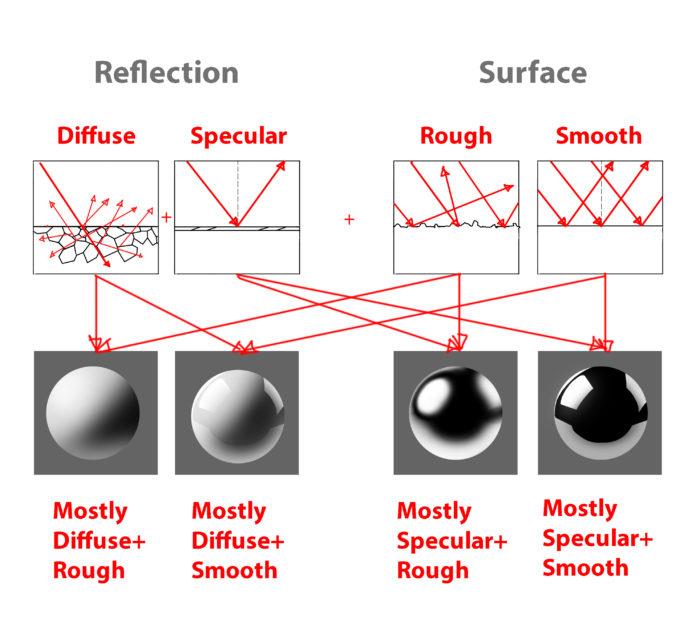 Reflection
Surface
Diffuse
Specular
Rough
Smooth
+
+
Mostly
Diffuse+
Rough
Mostly
Diffuse+
Smooth
Mostly
Specular+
Rough
Mostly
Specular+
Smooth